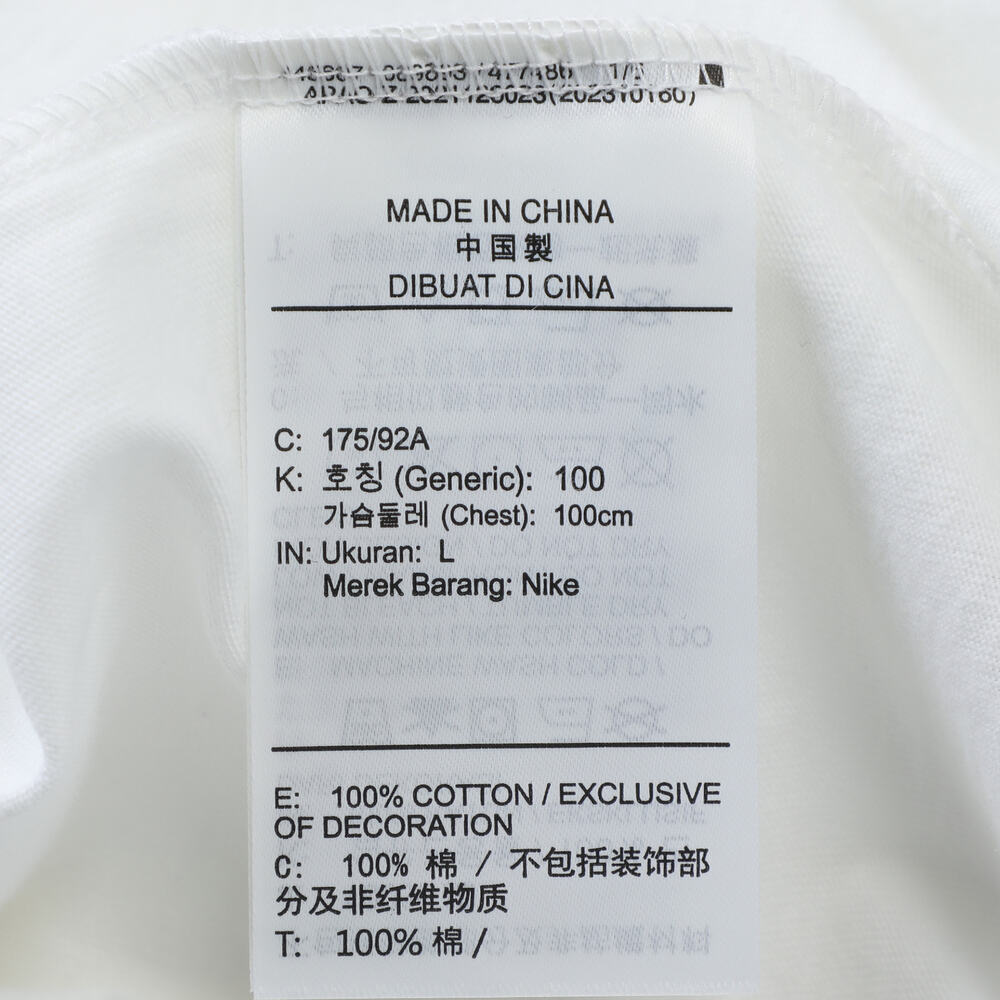 MADE IN CHINA
中国製
DIBUAT DI CINA
C: 175/92A
K: 호칭 (Generic): 100
가슴둘레 (Chest): 100cm
IN: Ukuran: L
Merek Barang: Nike
E: 100% COTTON / EXCLUSIVE
OF DECORATION
C: 100% 棉 / 不包括装饰部
分及非纤维物质
T: 100% 棉 /